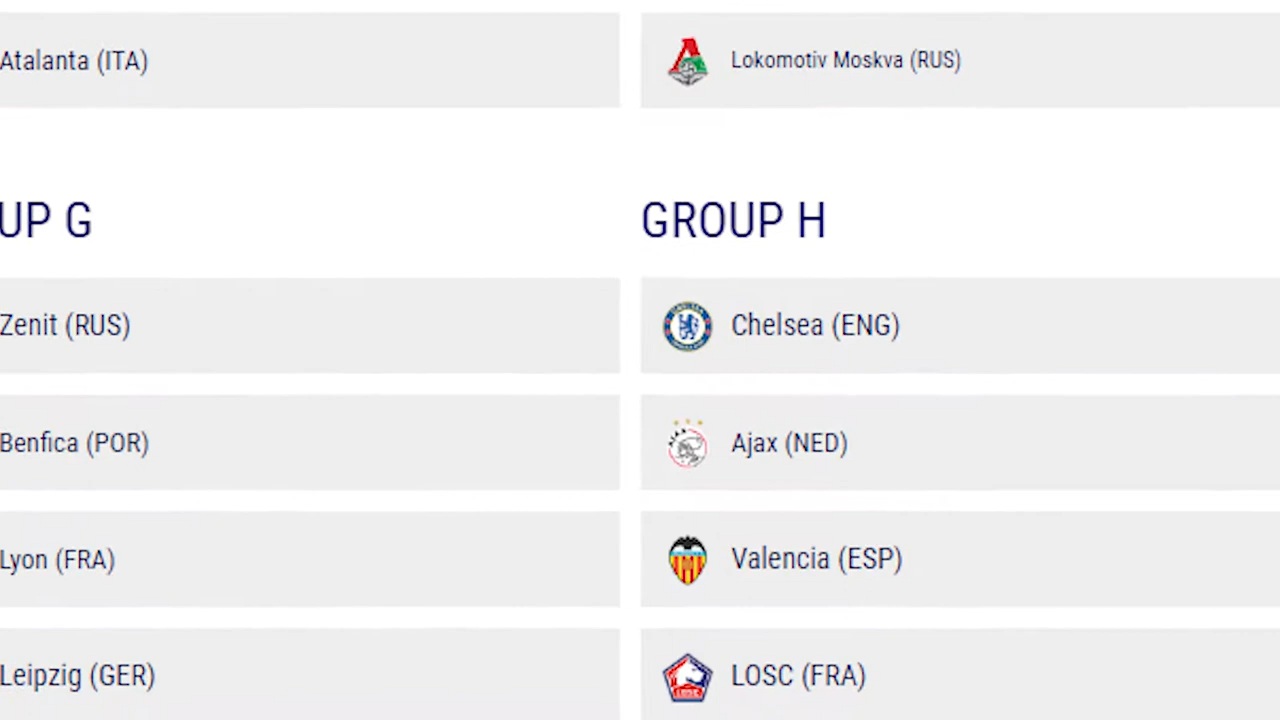 Atalanta (ITA)
Lokomotiv Moskva (RUS)
UP G
GROUP H
Zenit (RUS)
Chelsea (ENG)
Benfica (POR)
Ajax (NED)
Lyon (FRA)
Valencia (ESP)
Leipzig (GER)
LOSC (FRA)